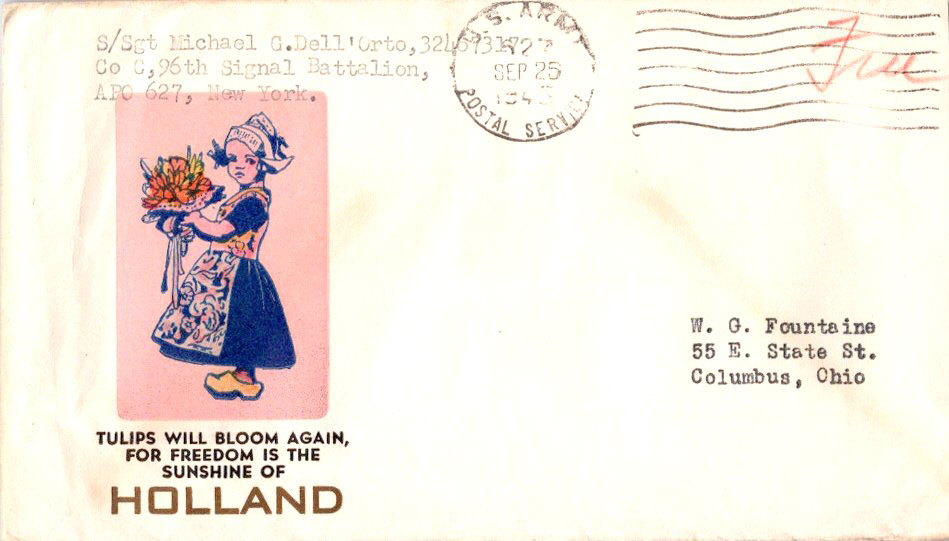 S/Sgt Michael C.Dell'Orto,
Co C,96th Signal Battalion,
APO 627, New York.
U.S. ARMY
SEP 25
POSTAL SERVICE
Free
W. G. Fountaine
55 E. State St.
Columbus, Ohio
TULIPS WILL BLOOM AGAIN,
FOR FREEDOM IS THE
SUNSHINE OF
HOLLAND